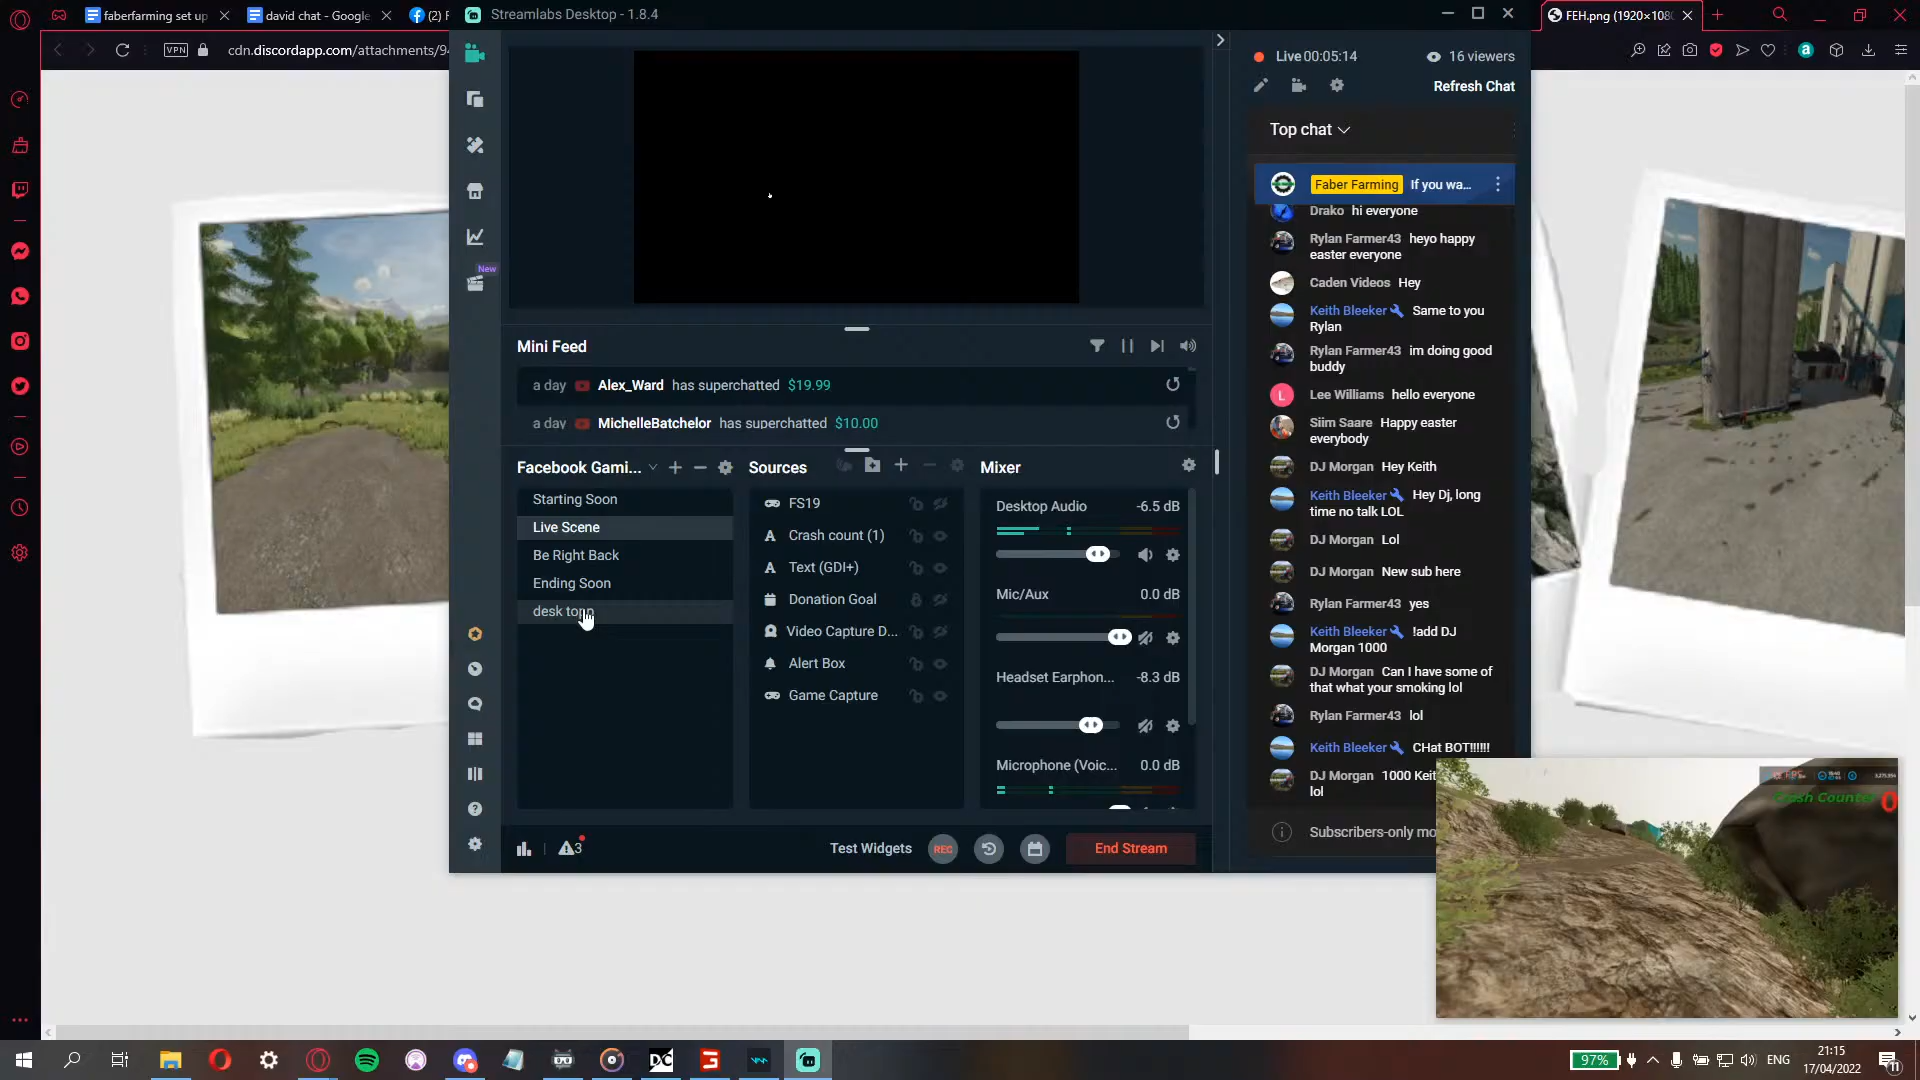 faberfarming set up
david chat - Google
(2) F
Streamlabs Desktop - 1.8.4
FEH.png (1920×108
VPN
cdn.discordapp.com/attachments/94
Live 00:05:14
16 viewers
Refresh Chat
Top chat
Faber Farming If you wa...
Drako hi everyone
Rylan Farmer43 heyo happy
easter everyone
Caden Videos Hey
Keith Bleeker Same to you
Rylan
Rylan Farmer43 im doing good
buddy
Lee Williams hello everyone
L
Siim Saare Happy easter
everybody
DJ Morgan Hey Keith
Keith Bleeker Hey Dj, long
time no talk LOL
DJ Morgan Lol
DJ Morgan New sub here
Rylan Farmer43 yes
Keith Bleeker !add DJ
Morgan 1000
DJ Morgan Can I have some of
that what your smoking lol
Rylan Farmer43 lol
Keith Bleeker CHat BOT!!!!!!
DJ Morgan 1000 Keit
lol
Subscribers-only mo
New
Mini Feed
a day Alex_Ward has superchatted $19.99
a day MichelleBatchelor has superchatted $10.00
Facebook Gami...
Starting Soon
Live Scene
Be Right Back
Ending Soon
desk topp
Sources
FS19
Crash count (1)
Text (GDI+)
Donation Goal
Video Capture D...
Alert Box
Game Capture
Mixer
Desktop Audio -6.5 dB
Mic/Aux 0.0 dB
Headset Earphon... -8.3 dB
Microphone (Voic... 0.0 dB
3
Test Widgets
REC
End Stream
Crash Counter 0
DC
97%
ENG
21:15
17/04/2022
11